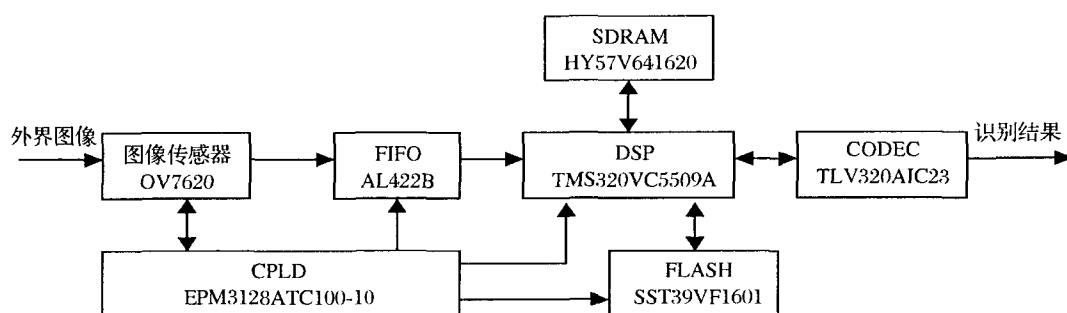 SDRAM
HY57V641620
外界图像
图像传感器
OV7620
FIFO
AL422B
DSP
TMS320VC5509A
CODEC
TLV320AIC23
识别结果
CPLD
EPM3128ATC100-10
FLASH
SST39VF1601